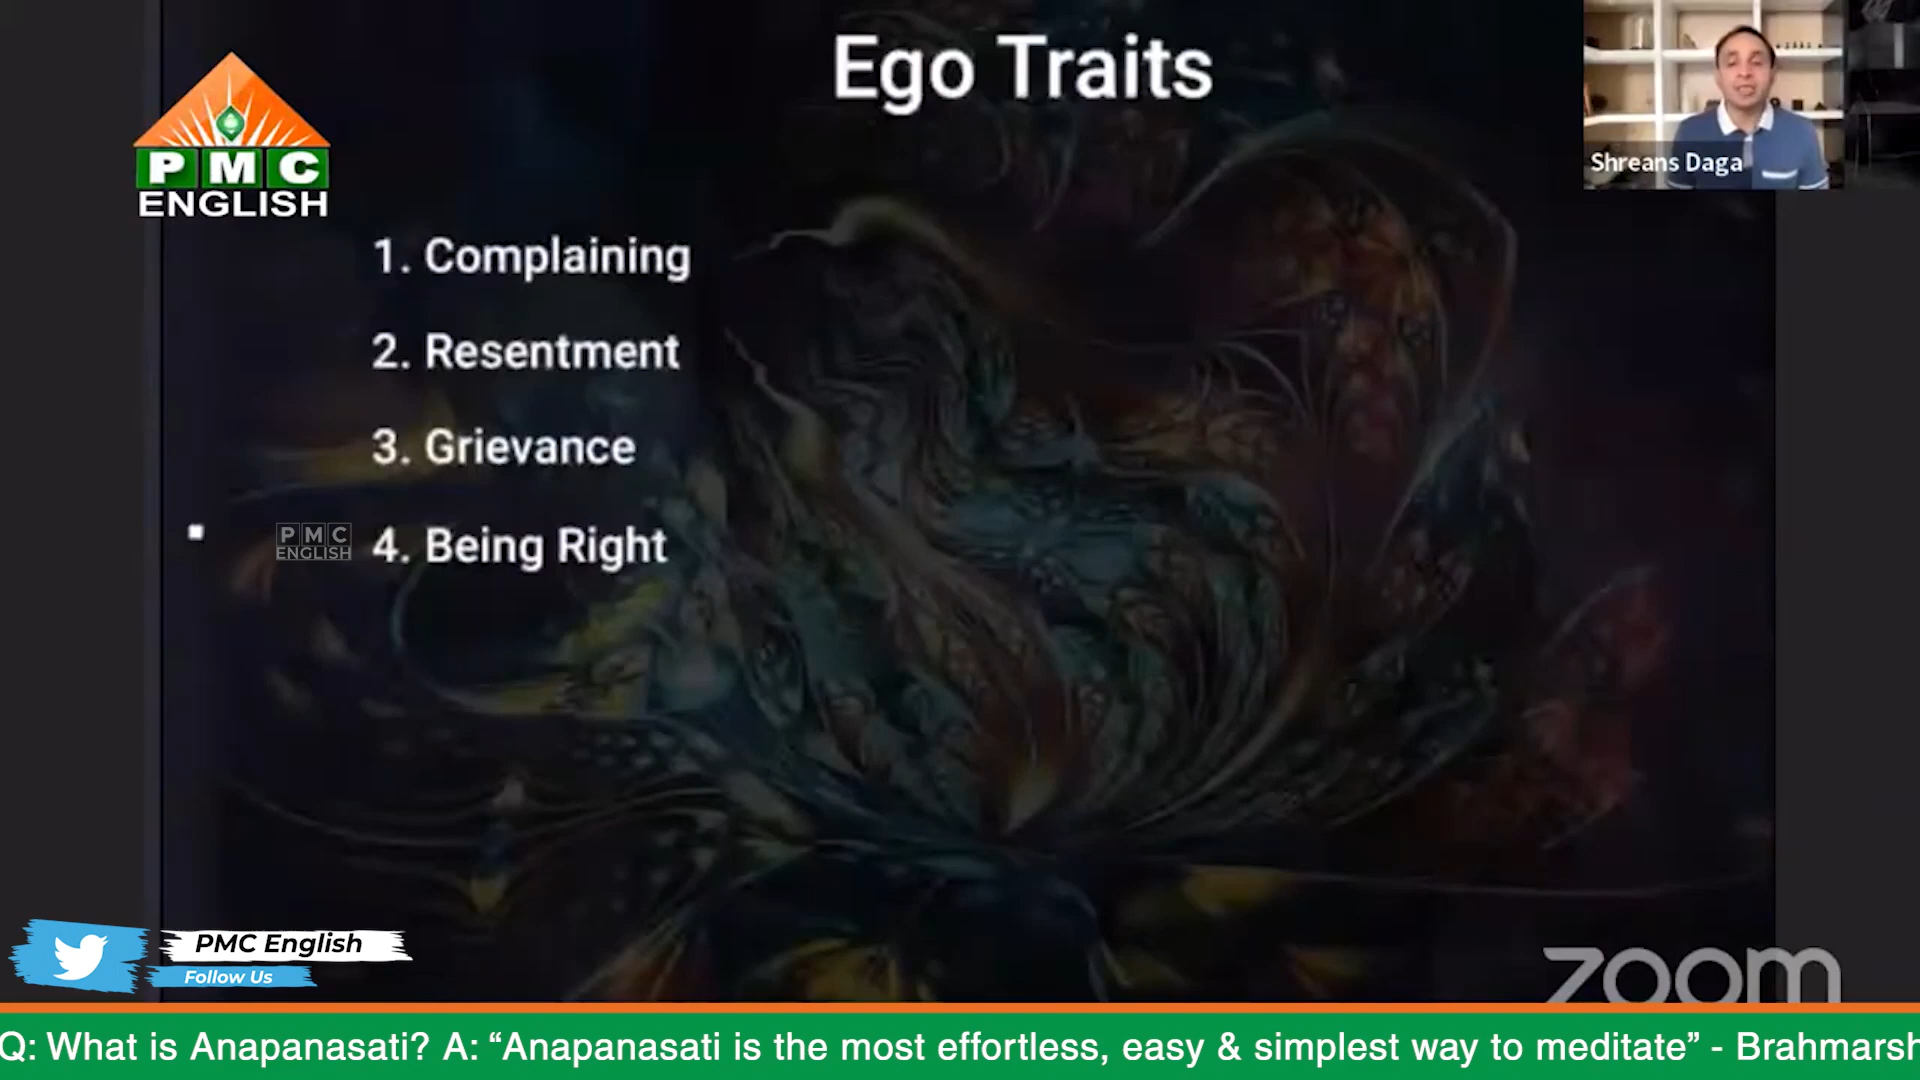 Ego Traits
PMC
ENGLISH
Shreans Daga
1. Complaining
2. Resentment
3. Grievance
PMC
ENGLISH
4. Being Right
PMC English
Follow Us
zoom
Q: What is Anapanasati? A: “Anapanasati is the most effortless, easy & simplest way to meditate” - Brahmarsh